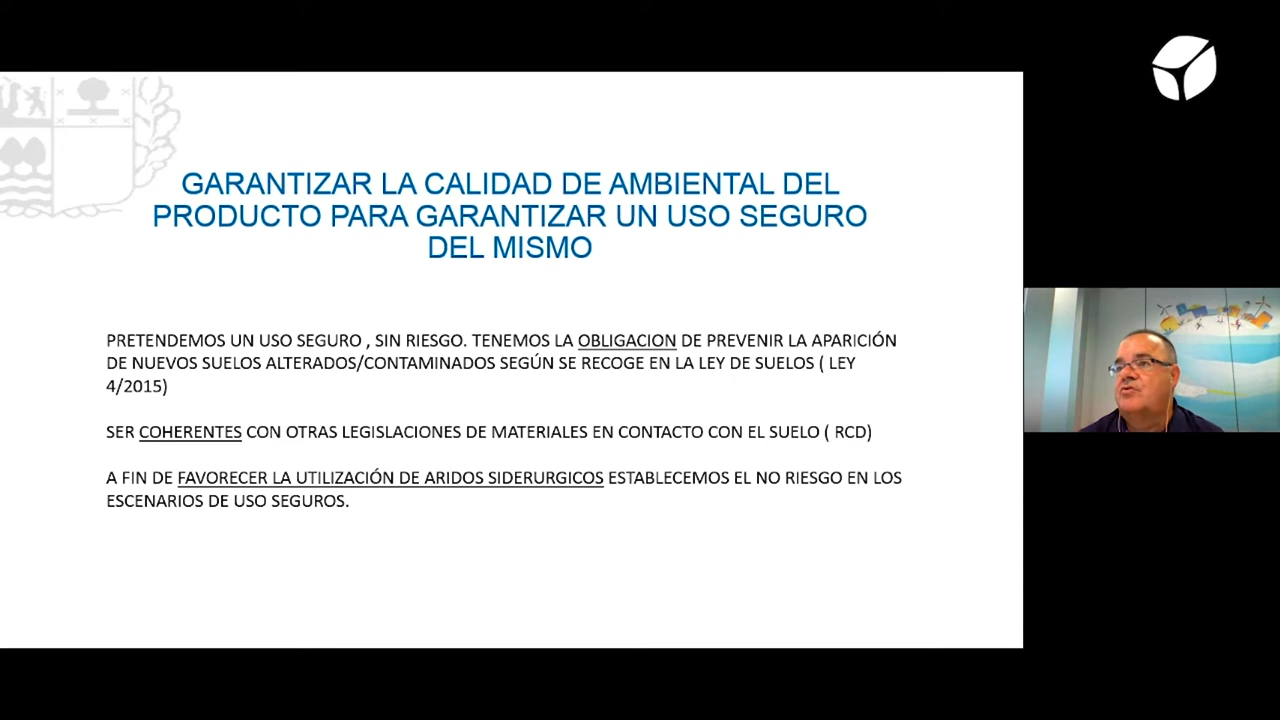 GARANTIZAR LA CALIDAD DE AMBIENTAL DEL
PRODUCTO PARA GARANTIZAR UN USO SEGURO
DEL MISMO
PRETENDEMOS UN USO SEGURO , SIN RIESGO. TENEMOS LA OBLIGACION DE PREVENIR LA APARICIÓN
DE NUEVOS SUELOS ALTERADOS/CONTAMINADOS SEGÚN SE RECOGE EN LA LEY DE SUELOS ( LEY
4/2015)
SER COHERENTES CON OTRAS LEGISLACIONES DE MATERIALES EN CONTACTO CON EL SUELO ( RCD)
A FIN DE FAVORECER LA UTILIZACIÓN DE ARIDOS SIDERURGICOS ESTABLECEMOS EL NO RIESGO EN LOS
ESCENARIOS DE USO SEGUROS.